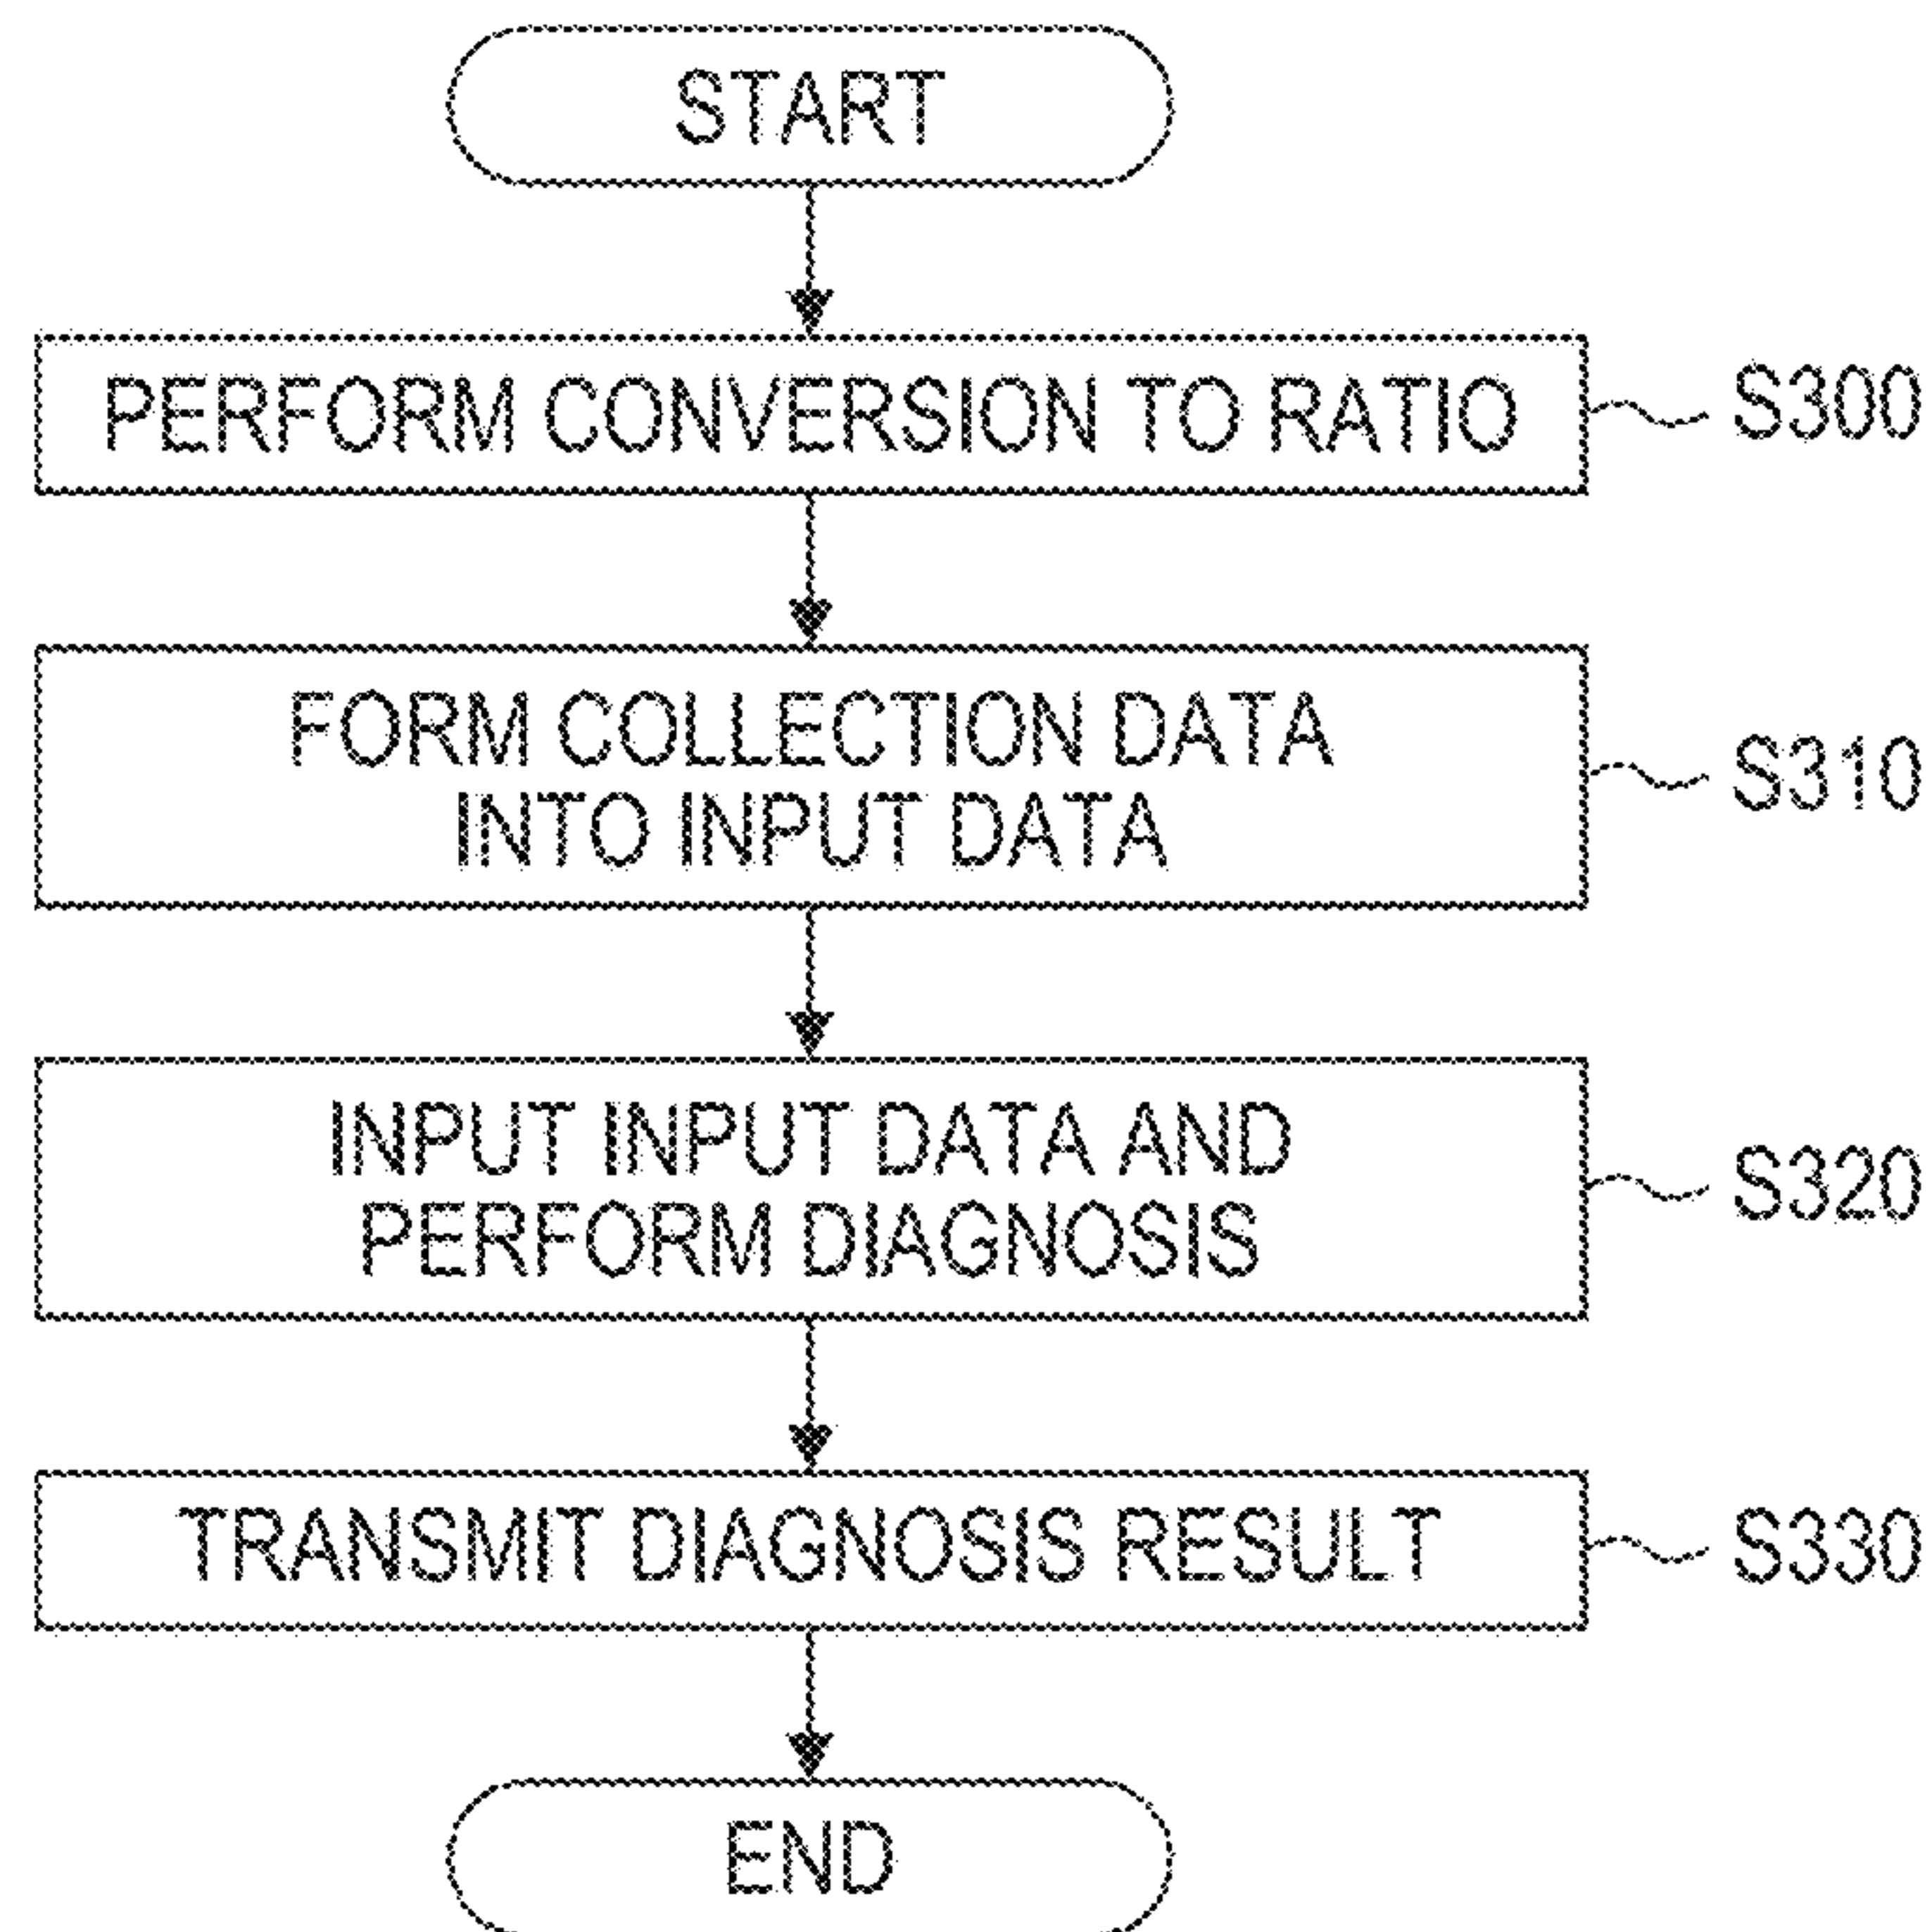 START
PERFORM CONVERSION TO RATIO
S300
FORM COLLECTION DATA
INTO INPUT DATA
S310
INPUT INPUT DATA AND
PERFORM DIAGNOSIS
S320
TRANSMIT DIAGNOSIS RESULT
S330
END